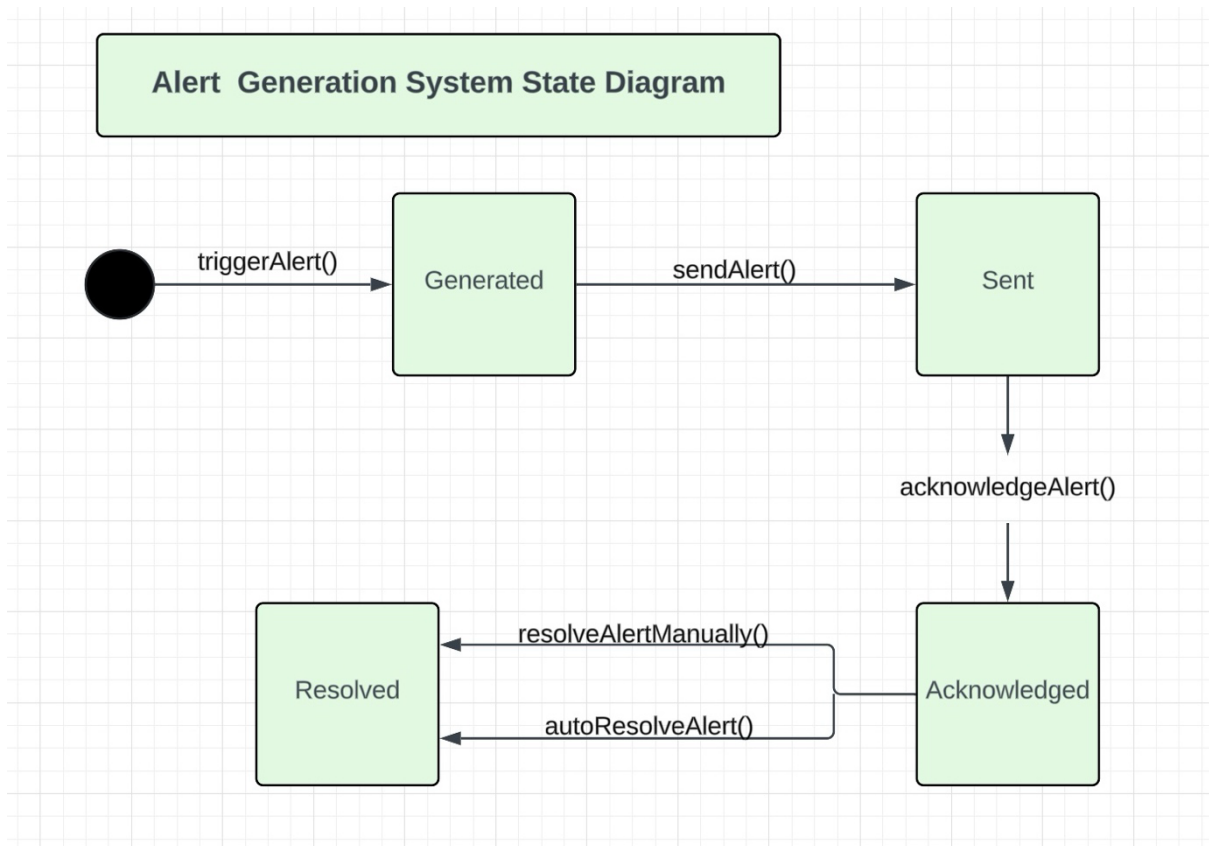 Alert  Generation System State Diagram
triggerAlert()
Generated
sendAlert()
Sent
acknowledgeAlert()
Resolved
resolveAlertManually()
autoResolveAlert()
Acknowledged